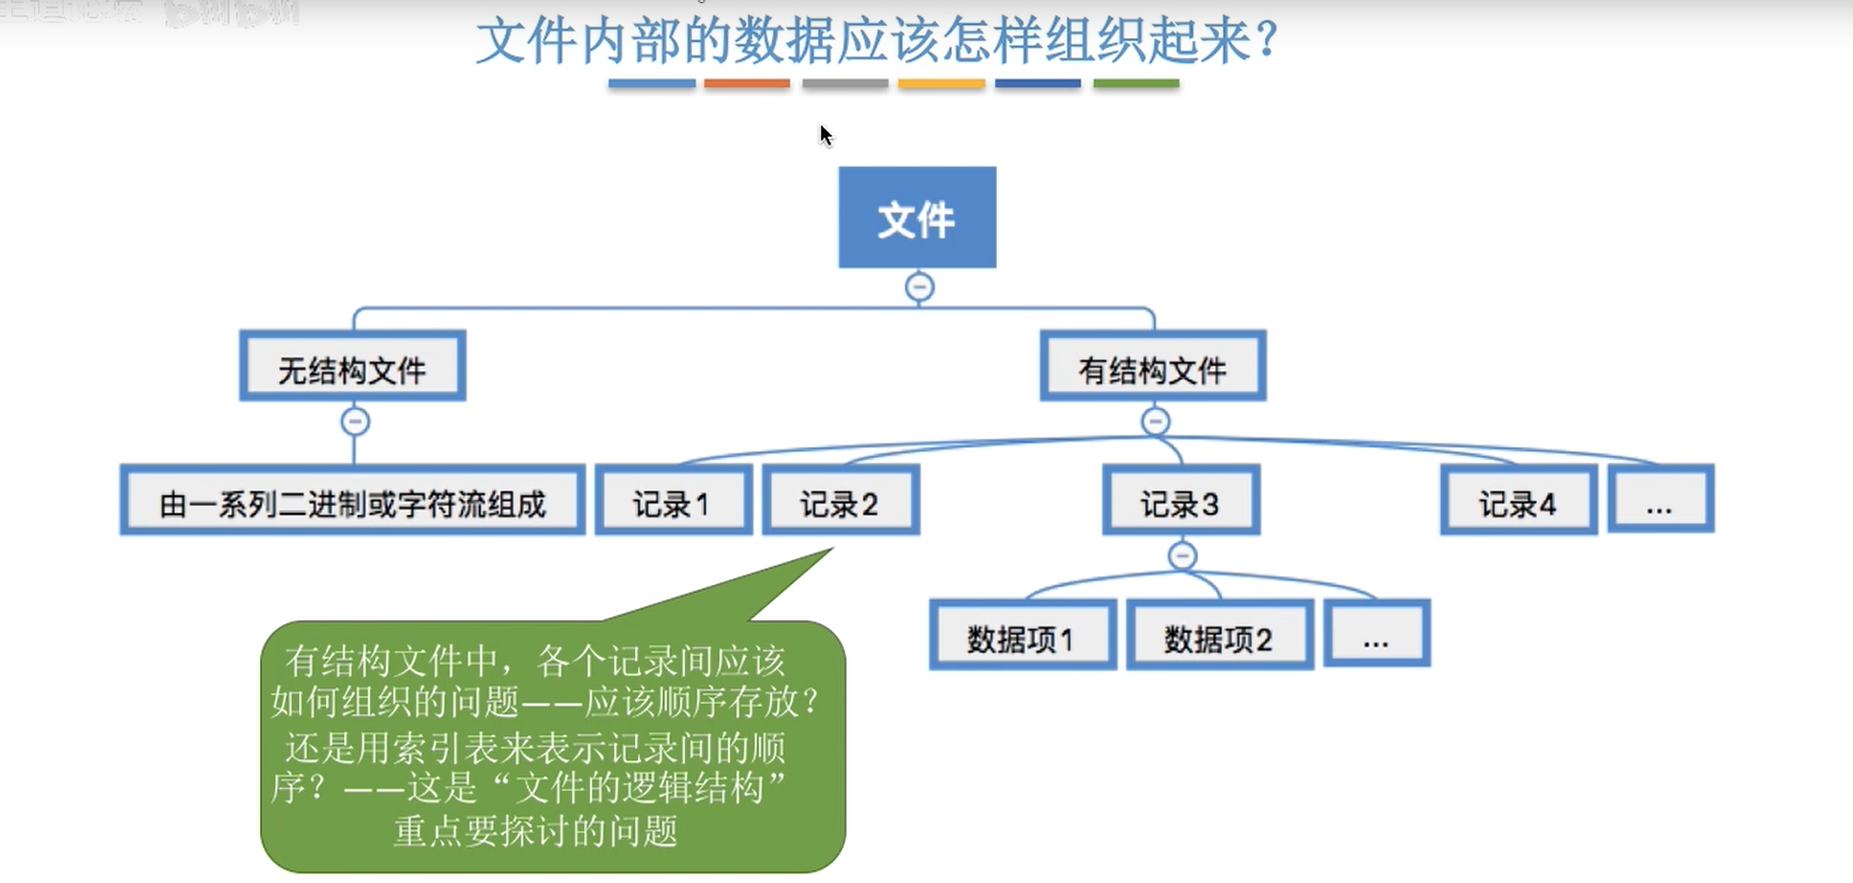 文件内部的数据应该怎样组织起来？
文件
无结构文件
有结构文件
由一系列二进制或字符流组成
记录1
记录2
记录3
记录4
...
数据项1
数据项2
...
有结构文件中，各个记录间应该
如何组织的问题——应该顺序存放？
还是用索引表来表示记录间的顺
序？——这是“文件的逻辑结构”
重点要探讨的问题